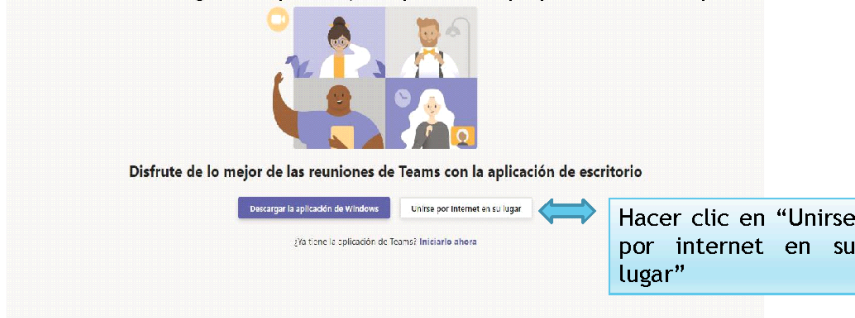 Disfrute de lo mejor de las reuniones de Teams con la aplicación de escritorio
Descargar la aplicación de Windows
Unirse por Internet en su lugar
¿Ya tiene la aplicación de Teams? Iniciarlo ahora
Hacer clic en “Unirse
por internet en su
lugar”